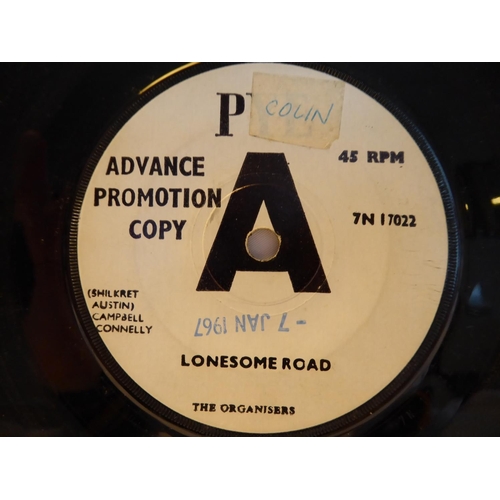 P
COLIN
45 RPM
ADVANCE
PROMOTION
COPY
A
7N 17022
(SHILKRET
AUSTIN)
CAMPBELL
CONNELLY
- 7 JAN 1967
LONESOME ROAD
THE ORGANISERS